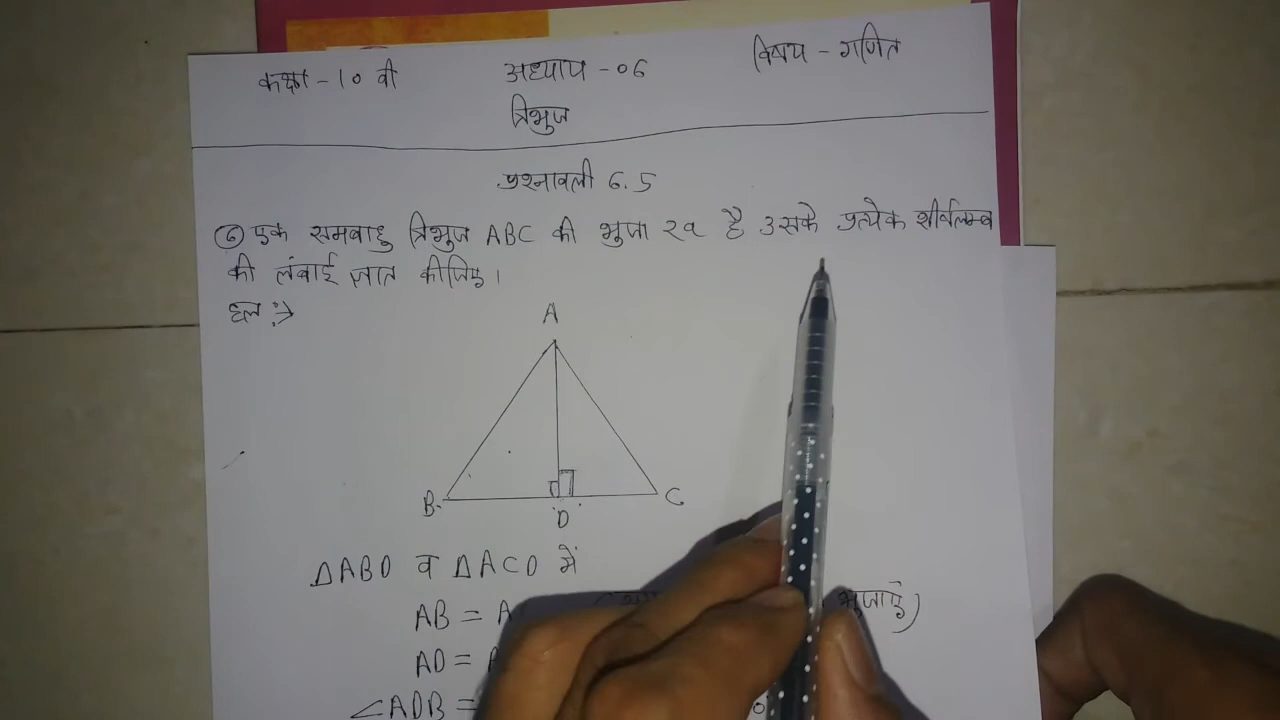 कक्षा - 10 वी
अध्याय - 06
विषय - गणित
त्रिभुज
प्रश्नावली 6.5
6 एक समबाहु त्रिभुज ABC की भुजा 2a है उसके प्रत्येक शीर्षलम्ब
की लंबाई ज्ञात कीजिए।
हल :->
A
B
D
C
△ABD व △ACD में
AB = A भुजाएँ)
AD =
∠ADB =